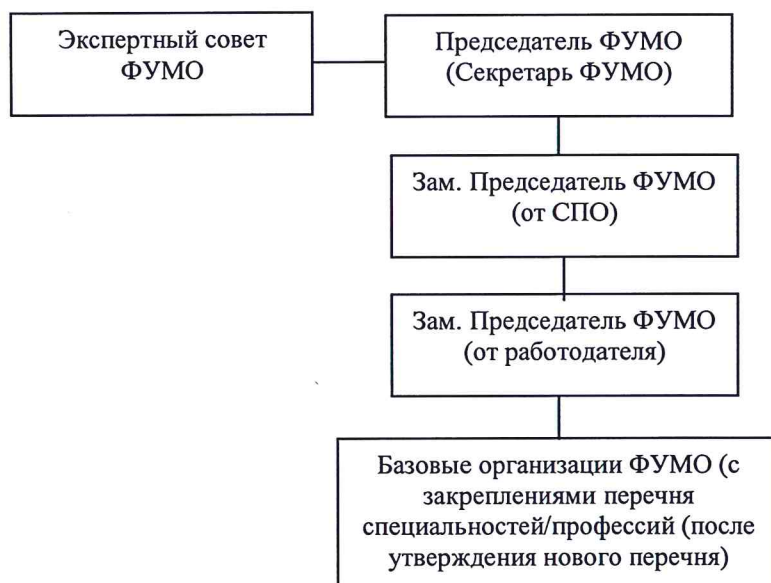 Экспертный совет
ФУМО
Председатель ФУМО
(Секретарь ФУМО)
Зам. Председатель ФУМО
(от СПО)
Зам. Председатель ФУМО
(от работодателя)
Базовые организации ФУМО (с
закреплениями перечня
специальностей/профессий (после
утверждения нового перечня)